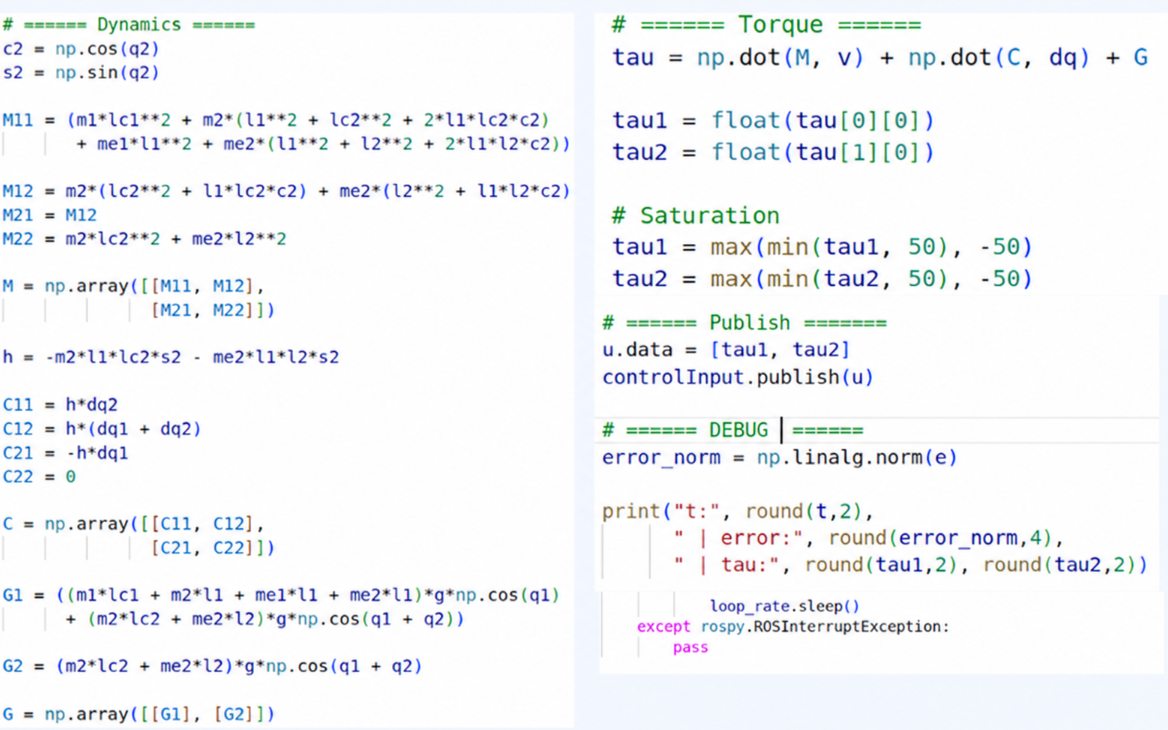 # ====== Dynamics ======
c2 = np.cos(q2)
s2 = np.sin(q2)
M11 = (m1*lc1**2 + m2*(l1**2 + lc2**2 + 2*l1*lc2*c2)
+ me1*l1**2 + me2*(l1**2 + l2**2 + 2*l1*l2*c2))
M12 = m2*(lc2**2 + l1*lc2*c2) + me2*(l2**2 + l1*l2*c2)
M21 = M12
M22 = m2*lc2**2 + me2*l2**2
M = np.array([[M11, M12],
[M21, M22]])
h = -m2*l1*lc2*s2 - me2*l1*l2*s2
C11 = h*dq2
C12 = h*(dq1 + dq2)
C21 = -h*dq1
C22 = 0
C = np.array([[C11, C12],
[C21, C22]])
G1 = ((m1*lc1 + m2*l1 + me1*l1 + me2*l1)*g*np.cos(q1)
+ (m2*lc2 + me2*l2)*g*np.cos(q1 + q2))
G2 = (m2*lc2 + me2*l2)*g*np.cos(q1 + q2)
G = np.array([[G1], [G2]])
# ====== Torque ======
tau = np.dot(M, v) + np.dot(C, dq) + G
tau1 = float(tau[0][0])
tau2 = float(tau[1][0])
# Saturation
tau1 = max(min(tau1, 50), -50)
tau2 = max(min(tau2, 50), -50)
# ====== Publish =======
u.data = [tau1, tau2]
controlInput.publish(u)
# ====== DEBUG ======
error_norm = np.linalg.norm(e)
print("t:", round(t,2),
" | error:", round(error_norm,4),
" | tau:", round(tau1,2), round(tau2,2))
loop_rate.sleep()
except rospy.ROSInterruptException:
pass